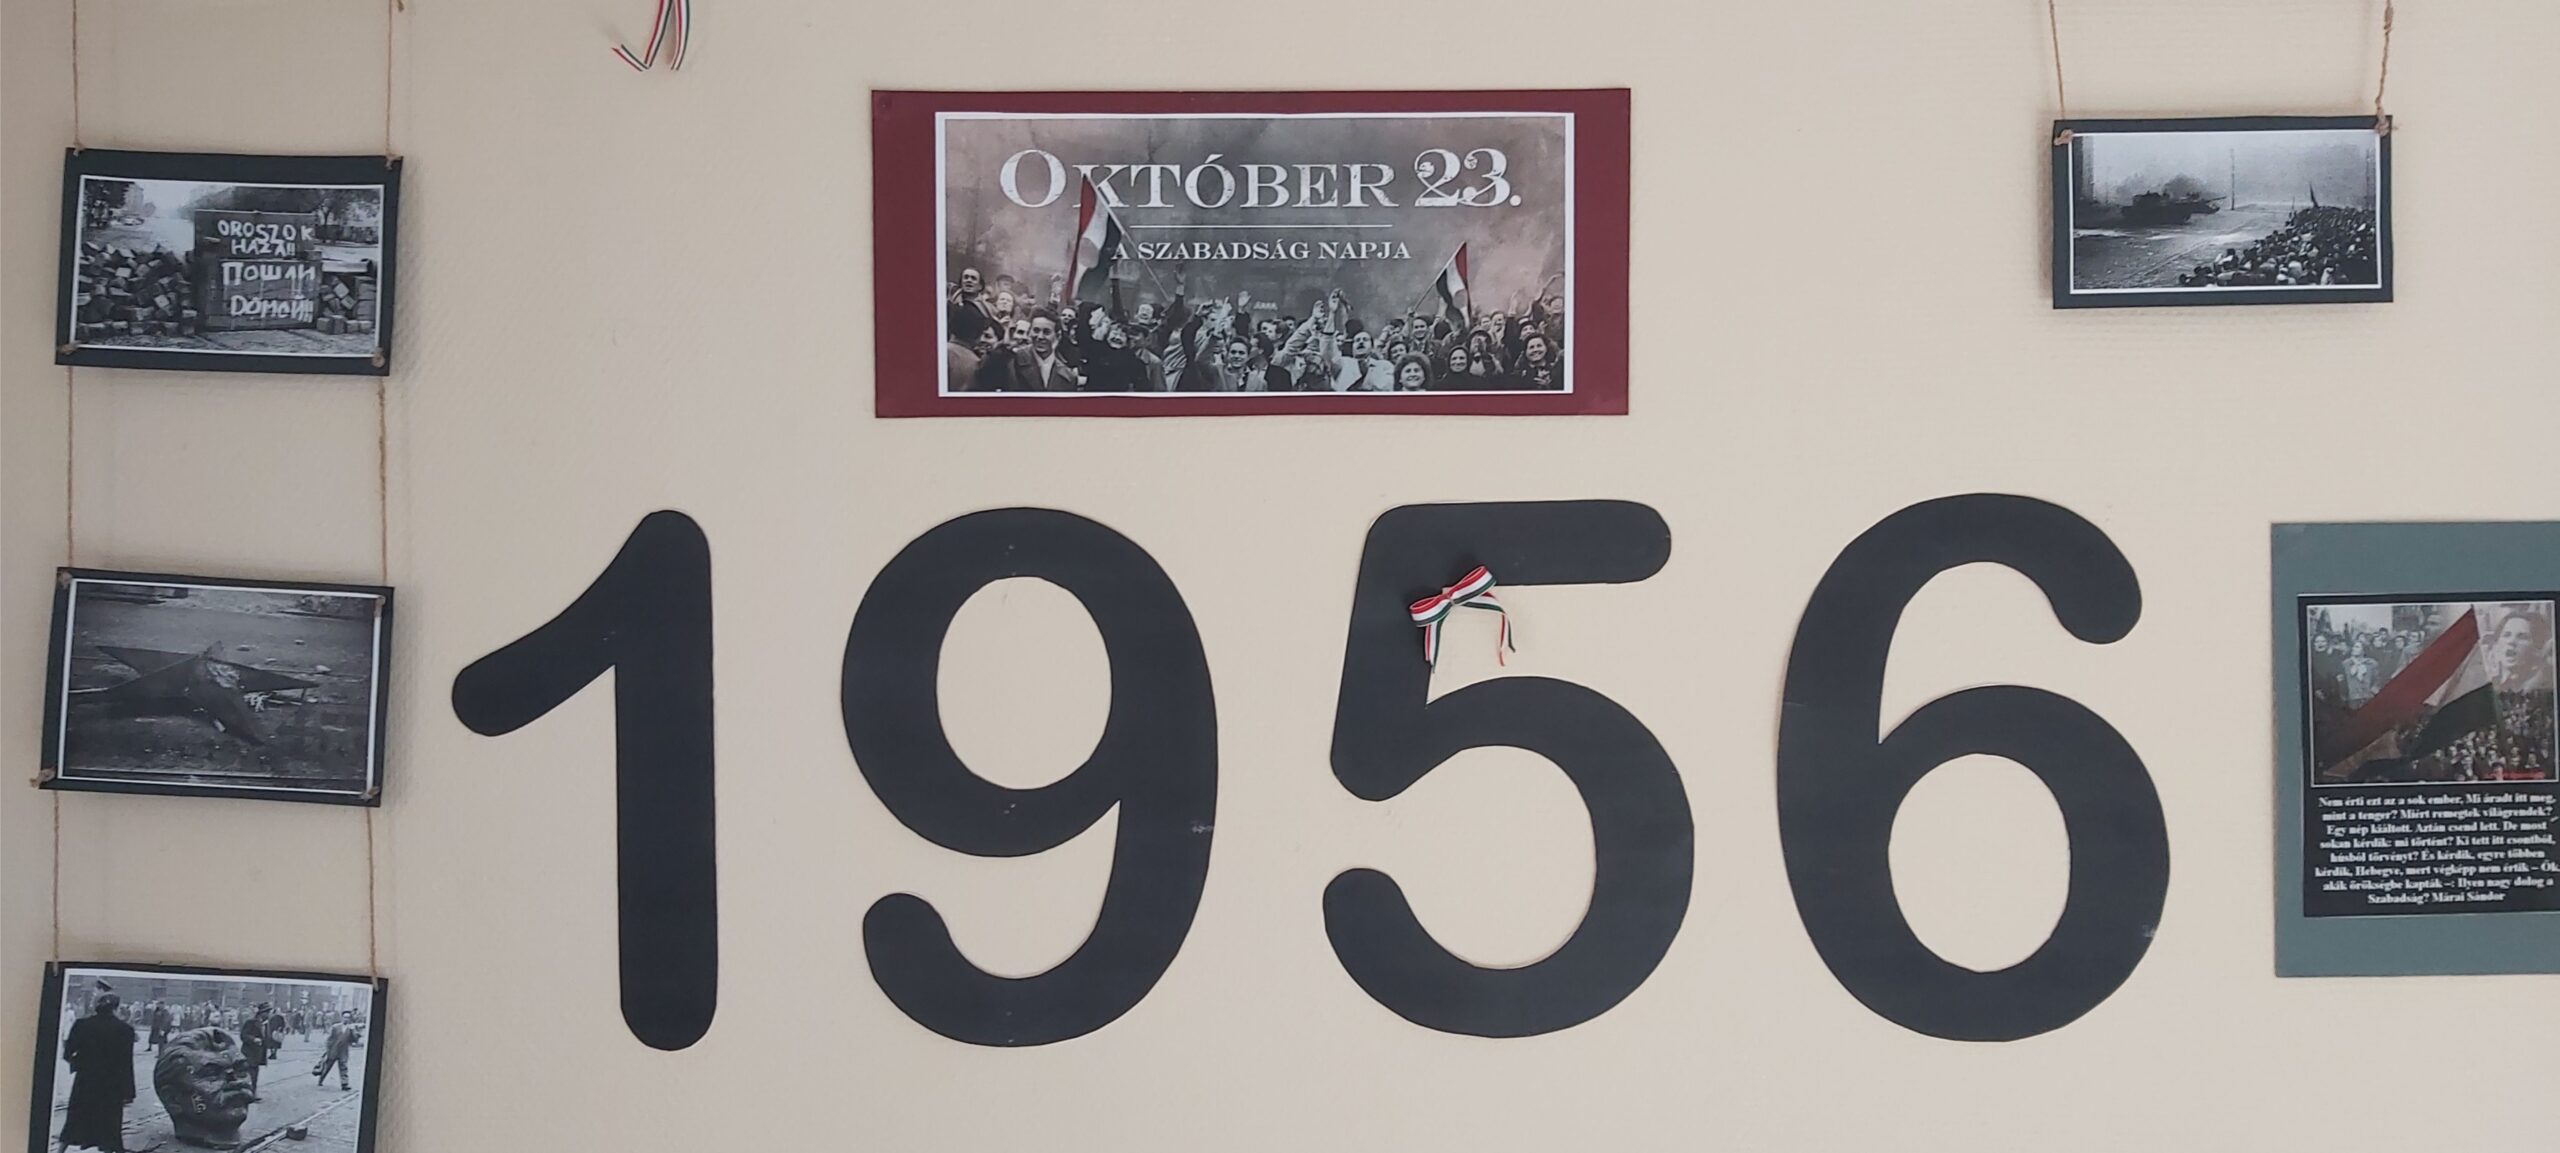 OROSZOK
HAZA!!
ПОШЛИ
ДОМОЙ!!
OKTÓBER 23.
A SZABADSÁG NAPJA
1956
Nem érti ezt az a sok ember, Mi áradt itt meg,
mint a tenger? Miért remegtek világrendek?
Egy nép kiáltott. Aztán csend lett. De most
sokan kérdik: mi történt? Ki tett itt csontból,
húsból törvényt? És kérdik, egyre többen
kérdik, Hebegve, mert végképp nem értik – Ők,
akik örökségbe kapták –: Ilyen nagy dolog a
Szabadság? Márai Sándor